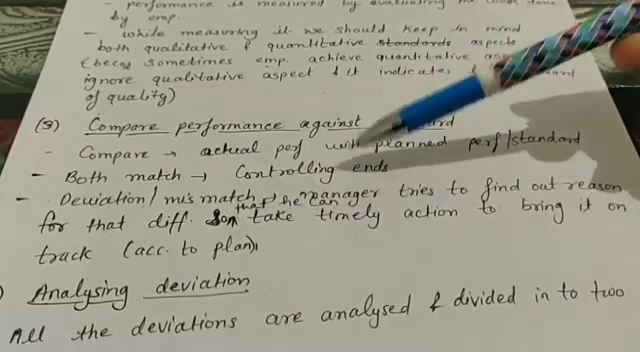 performance is measured by evaluating the work done
by emp.
- while measuring it we should keep in mind
both qualitative & quantitative standards aspects
(becoz sometimes emp. achieve quantitative
ignore qualitative aspect & it indicates
of quality)
(3) Compare performance against
- Compare → actual perf with planned perf/standard
- Both match → Controlling ends
- Deviation/mis match → manager tries to find out reason
for that diff. so that he can take timely action to bring it on
track (acc. to plan)
Analysing deviation
All the deviations are analysed & divided in to two